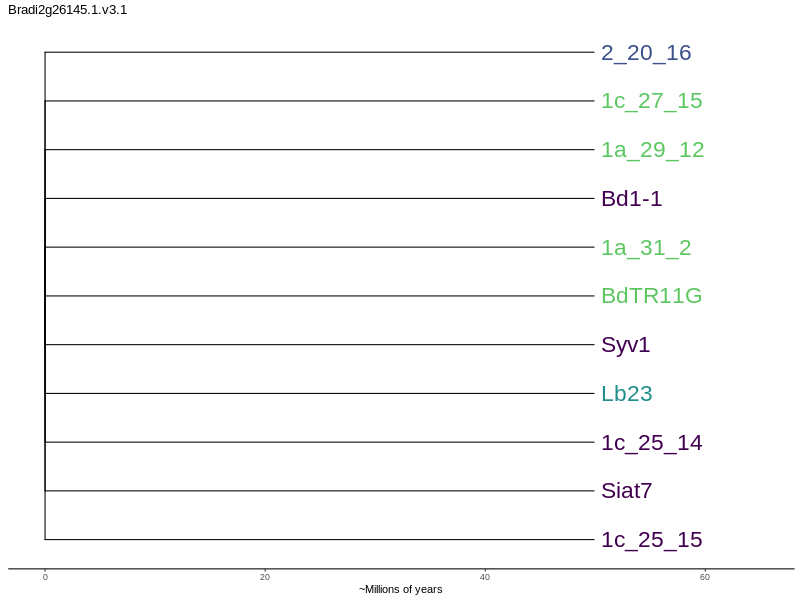 Bradi2g26145.1.v3.1
2_20_16
1c_27_15
1a_29_12
Bd1-1
1a_31_2
BdTR11G
Syv1
Lb23
1c_25_14
Siat7
1c_25_15
0 20 40 60
~Millions of years